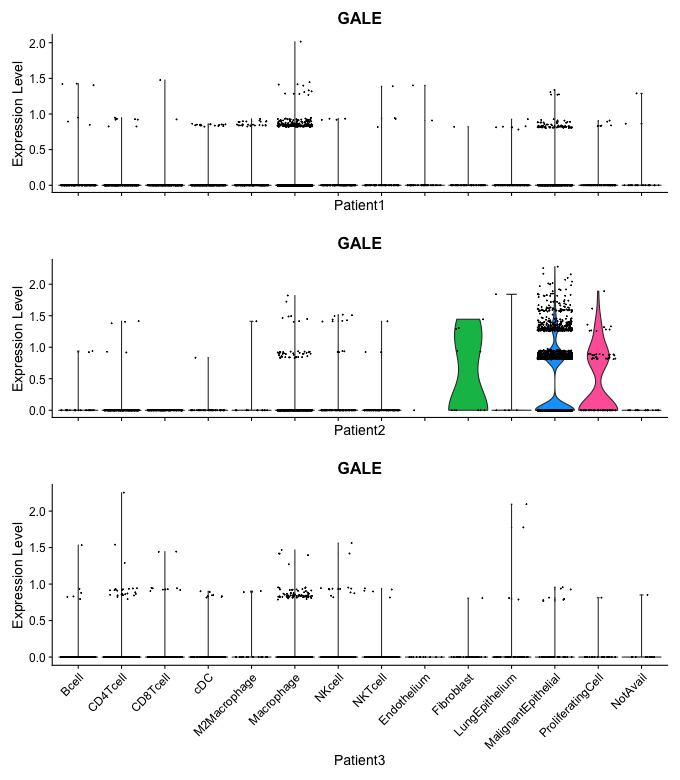 GALE
Expression Level
2.0
1.5
1.0
0.5
0.0
Patient1
GALE
Expression Level
2.0
1.5
1.0
0.5
0.0
Patient2
GALE
Expression Level
2.0
1.5
1.0
0.5
0.0
Bcell
CD4Tcell
CD8Tcell
cDC
M2Macrophage
Macrophage
NKcell
NKTcell
Endothelium
Fibroblast
LungEpithelium
MalignantEpithelial
ProliferatingCell
NotAvail
Patient3